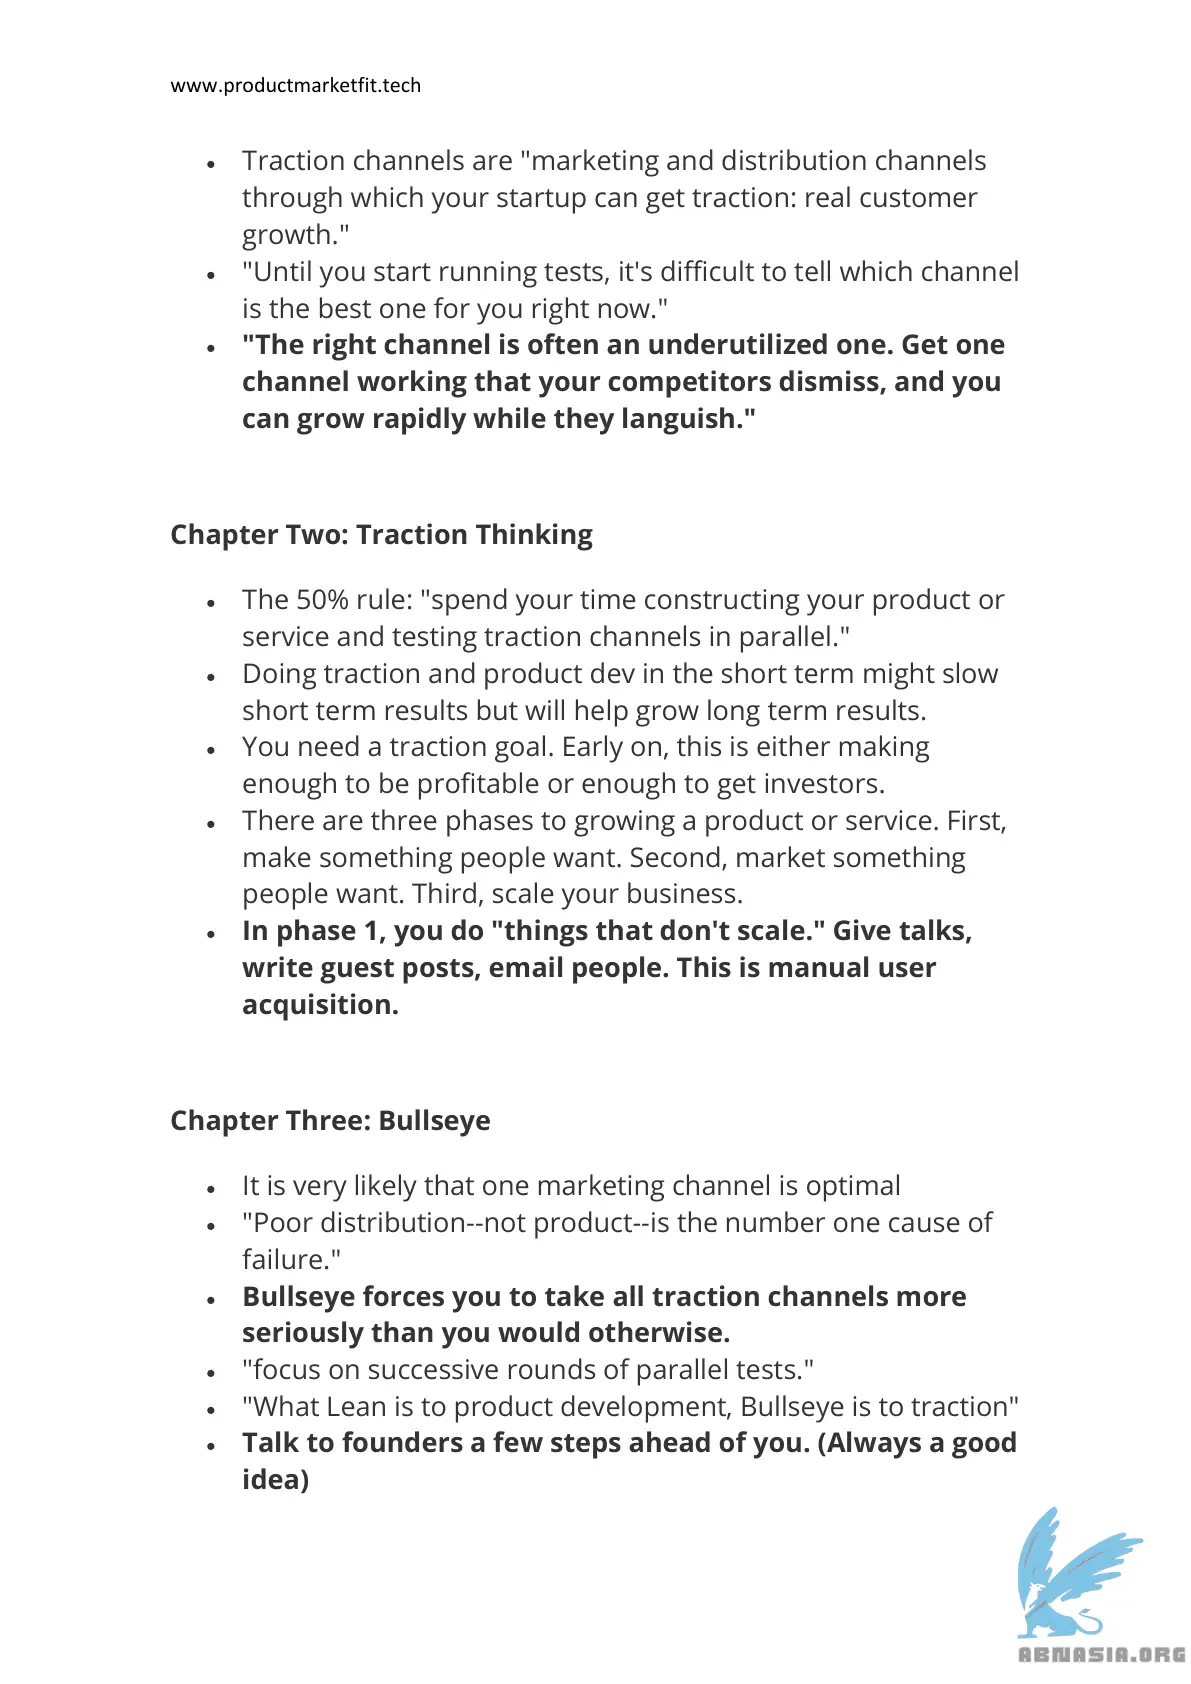 www.productmarketfit.tech
• Traction channels are "marketing and distribution channels
through which your startup can get traction: real customer
growth."
• "Until you start running tests, it's difficult to tell which channel
is the best one for you right now."
• "The right channel is often an underutilized one. Get one
channel working that your competitors dismiss, and you
can grow rapidly while they languish."
Chapter Two: Traction Thinking
• The 50% rule: "spend your time constructing your product or
service and testing traction channels in parallel."
• Doing traction and product dev in the short term might slow
short term results but will help grow long term results.
• You need a traction goal. Early on, this is either making
enough to be profitable or enough to get investors.
• There are three phases to growing a product or service. First,
make something people want. Second, market something
people want. Third, scale your business.
• In phase 1, you do "things that don't scale." Give talks,
write guest posts, email people. This is manual user
acquisition.
Chapter Three: Bullseye
• It is very likely that one marketing channel is optimal
• "Poor distribution--not product--is the number one cause of
failure."
• Bullseye forces you to take all traction channels more
seriously than you would otherwise.
• "focus on successive rounds of parallel tests."
• "What Lean is to product development, Bullseye is to traction"
• Talk to founders a few steps ahead of you. (Always a good
idea)
ABNASIA.ORG